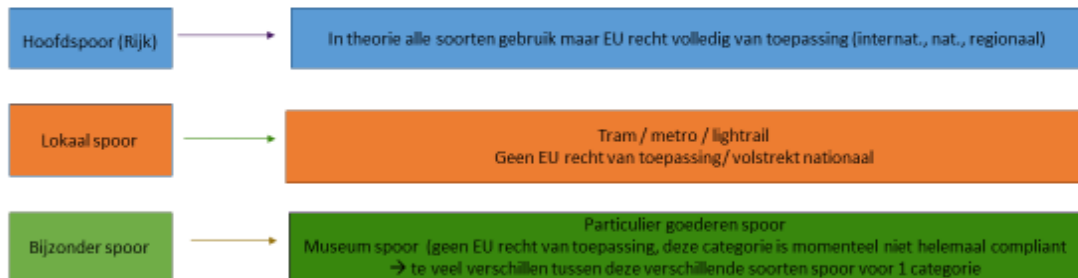 Hoofdspoor (Rijk)
In theorie alle soorten gebruik maar EU recht volledig van toepassing (internat., nat., regionaal)
Lokaal spoor
Tram / metro / lightrail
Geen EU recht van toepassing/ volstrekt nationaal
Bijzonder spoor
Particulier goederen spoor
Museum spoor (geen EU recht van toepassing, deze categorie is momenteel niet helemaal compliant
→ te veel verschillen tussen deze verschillende soorten spoor voor 1 categorie